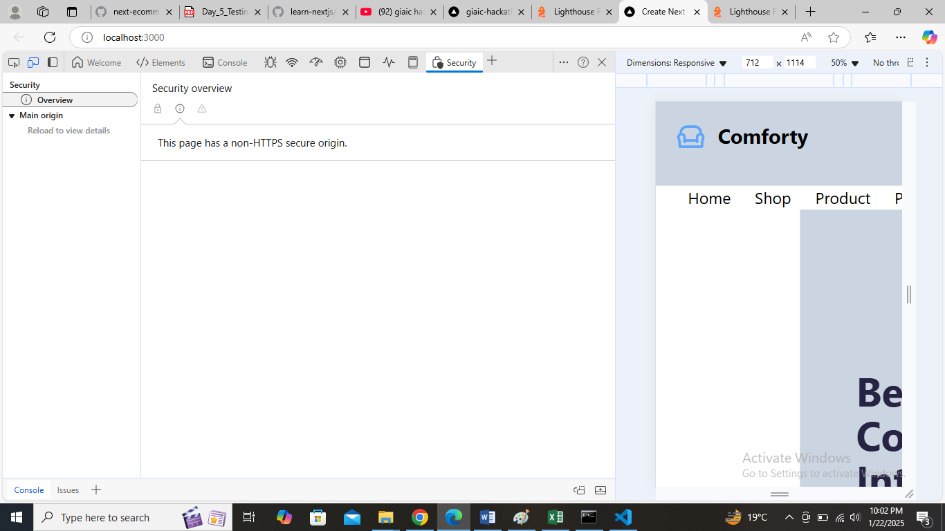 next-ecomm
Day_5_Testin
learn-nextjs/
(92) giaic ha
giaic-hackat
Lighthouse R
Create Next
Lighthouse R
localhost:3000
Welcome
Elements
Console
Security
Dimensions: Responsive
712
×
1114
50%
No thro
Security
Overview
Main origin
Reload to view details
Security overview
This page has a non-HTTPS secure origin.
Comforty
Home Shop Product P
Be
Co
Int
Activate Windows
Go to Settings to activate Windows.
Console
Issues
Type here to search
19°C
10:02 PM
1/22/2025
3